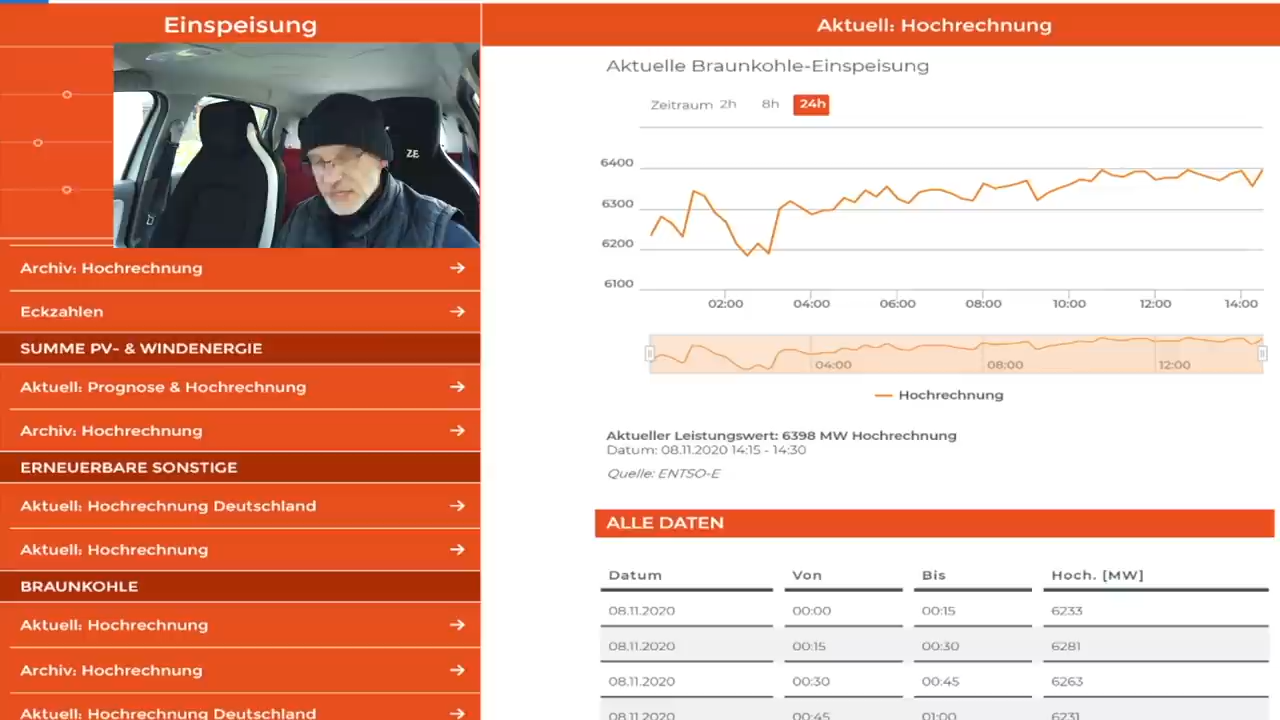 Einspeisung
ZE
Archiv: Hochrechnung
Eckzahlen
SUMME PV- & WINDENERGIE
Aktuell: Prognose & Hochrechnung
Archiv: Hochrechnung
ERNEUERBARE SONSTIGE
Aktuell: Hochrechnung Deutschland
Aktuell: Hochrechnung
BRAUNKOHLE
Aktuell: Hochrechnung
Archiv: Hochrechnung
Aktuell: Hochrechnung Deutschland
Aktuell: Hochrechnung
Aktuelle Braunkohle-Einspeisung
Zeitraum 2h 8h 24h
6400
6300
6200
6100
02:00 04:00 06:00 08:00 10:00 12:00 14:00
04:00 08:00 12:00
Hochrechnung
Aktueller Leistungswert: 6398 MW Hochrechnung
Datum: 08.11.2020 14:15 - 14:30
Quelle: ENTSO-E
ALLE DATEN
Datum Von Bis Hoch. [MW]
08.11.2020 00:00 00:15 6233
08.11.2020 00:15 00:30 6281
08.11.2020 00:30 00:45 6263
08.11.2020 00:45 01:00 6231